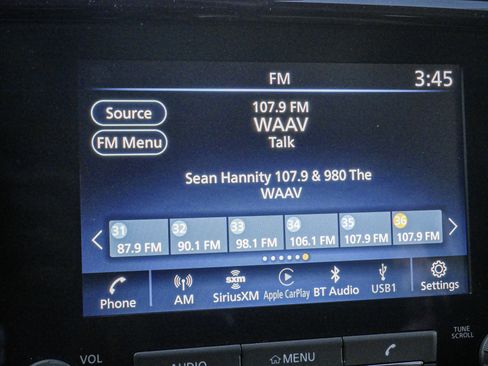 FM
3:45
Source
107.9 FM
WAAV
FM Menu
Talk
Sean Hannity 107.9 & 980 The
WAAV
31 32 33 34 35 36
87.9 FM 90.1 FM 98.1 FM 106.1 FM 107.9 FM 107.9 FM
Phone
AM
sxm
SiriusXM
Apple CarPlay
BT Audio
USB1
Settings
VOL
AUDIO
MENU
TUNE
SCROLL